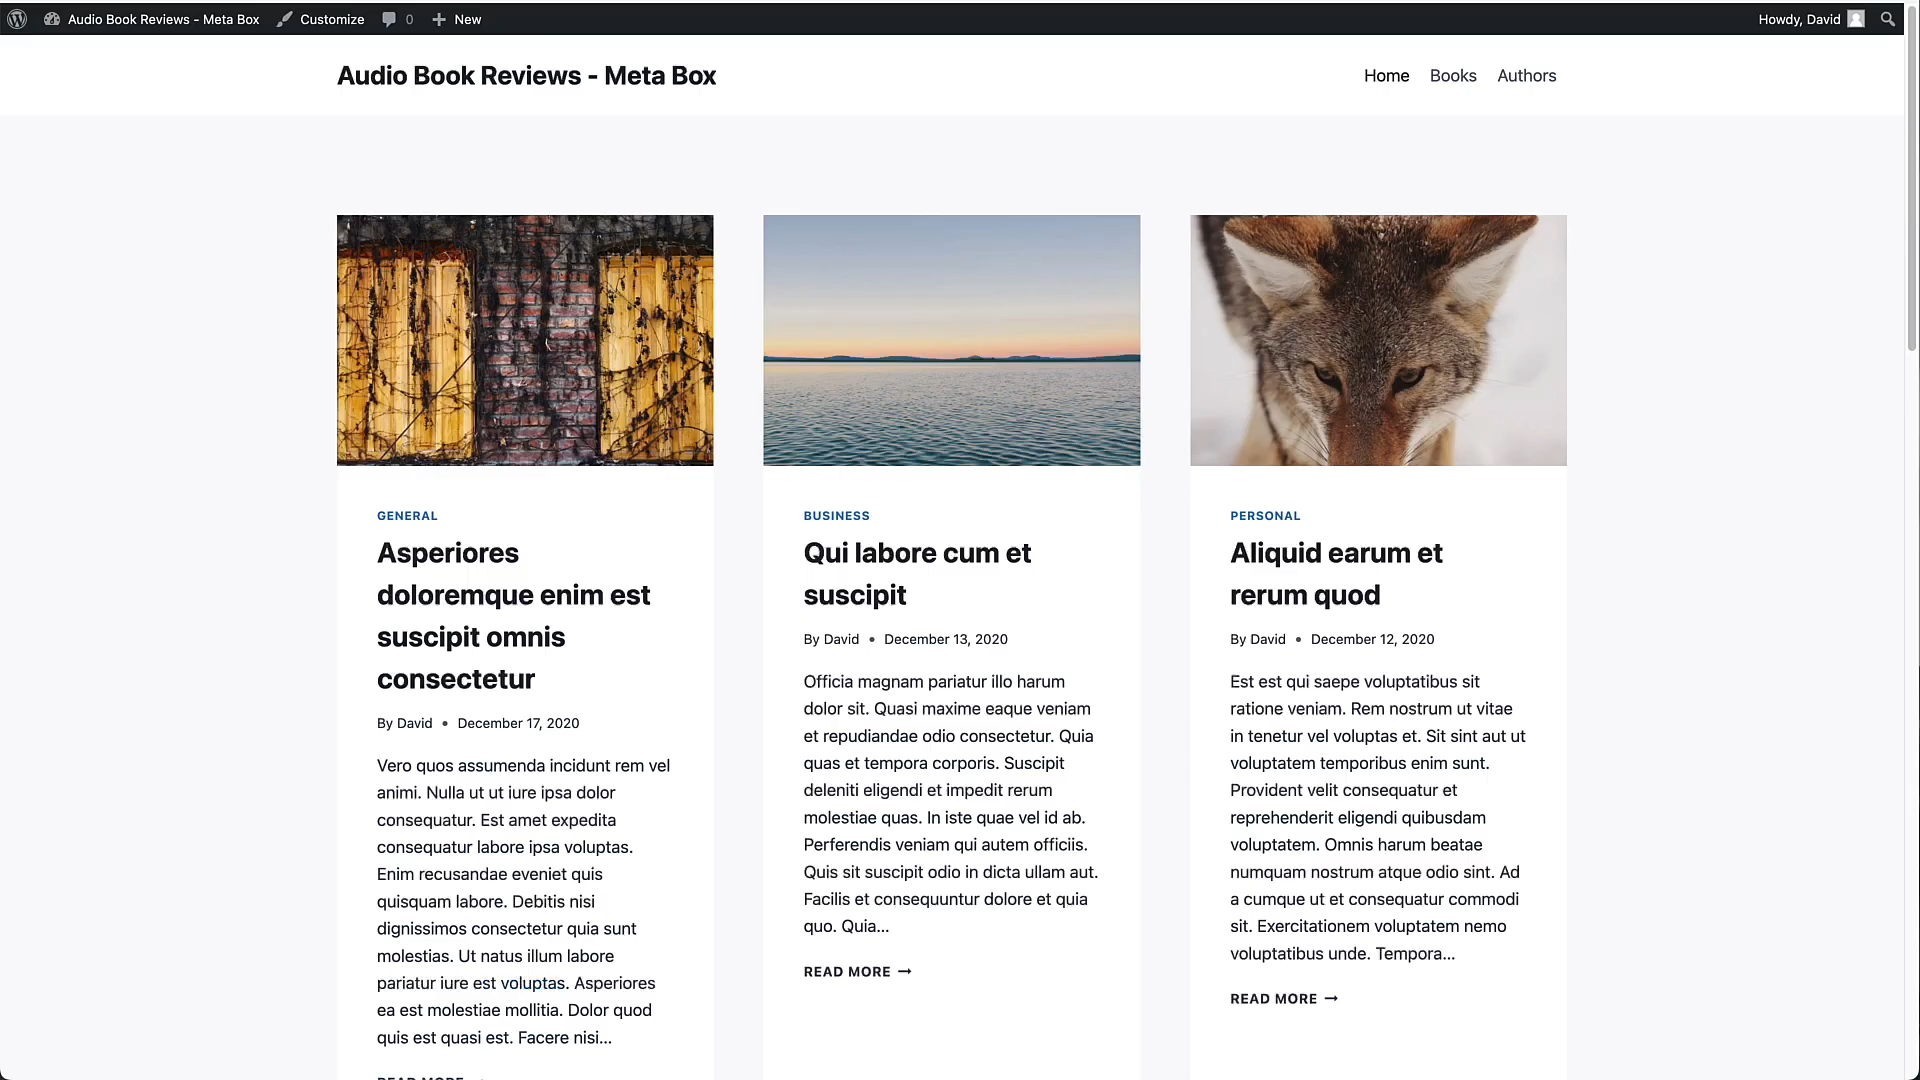 Audio Book Reviews - Meta Box Customize 0 New Howdy, David
Audio Book Reviews - Meta Box
Home Books Authors
GENERAL
Asperiores
doloremque enim est
suscipit omnis
consectetur
By David • December 17, 2020
Vero quos assumenda incidunt rem vel
animi. Nulla ut ut iure ipsa dolor
consequatur. Est amet expedita
consequatur labore ipsa voluptas.
Enim recusandae eveniet quis
quisquam labore. Debitis nisi
dignissimos consectetur quia sunt
molestias. Ut natus illum labore
pariatur iure est voluptas. Asperiores
ea est molestiae mollitia. Dolor quod
quis est quasi est. Facere nisi...
READ MORE
BUSINESS
Qui labore cum et
suscipit
By David • December 13, 2020
Officia magnam pariatur illo harum
dolor sit. Quasi maxime eaque veniam
et repudiandae odio consectetur. Quia
quas et tempora corporis. Suscipit
deleniti eligendi et impedit rerum
molestiae quas. In iste quae vel id ab.
Perferendis veniam qui autem officiis.
Quis sit suscipit odio in dicta ullam aut.
Facilis et consequuntur dolore et quia
quo. Quia...
READ MORE →
PERSONAL
Aliquid earum et
rerum quod
By David • December 12, 2020
Est est qui saepe voluptatibus sit
ratione veniam. Rem nostrum ut vitae
in tenetur vel voluptas et. Sit sint aut ut
voluptatem temporibus enim sunt.
Provident velit consequatur et
reprehenderit eligendi quibusdam
voluptatem. Omnis harum beatae
numquam nostrum atque odio sint. Ad
a cumque ut et consequatur commodi
sit. Exercitationem voluptatem nemo
voluptatibus unde. Tempora...
READ MORE →